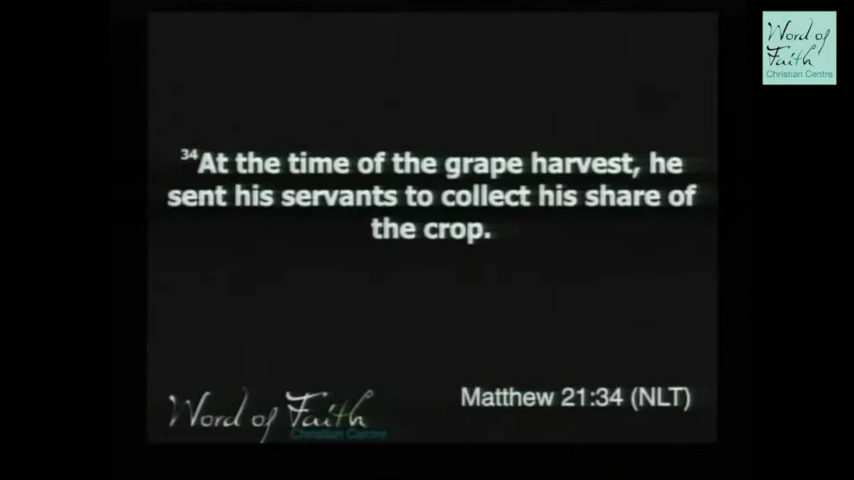 Word of
Faith
Christian Centre
34At the time of the grape harvest, he
sent his servants to collect his share of
the crop.
Word of Faith
Christian Centre
Matthew 21:34 (NLT)